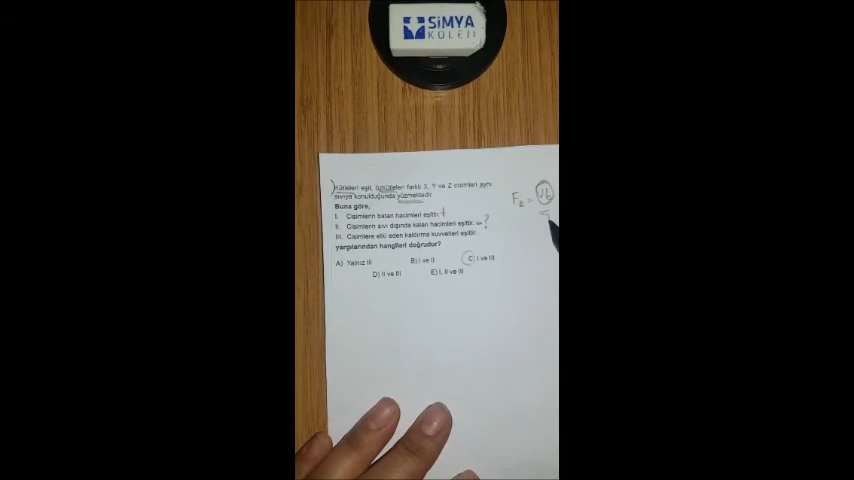 SİMYA
KOLEJİ
Kütleleri eşit, özkütleleri farklı X, Y ve Z cisimleri aynı
sıvıya konulduğunda yüzmektedir.
Buna göre,
I. Cisimlerin batan hacimleri eşittir. +
II. Cisimlerin sıvı dışında kalan hacimleri eşittir. ?
III. Cisimlere etki eden kaldırma kuvvetleri eşittir.
yargılarından hangileri doğrudur?
A) Yalnız III B) I ve II C) I ve III
D) II ve III E) I, II ve III
F = Vb